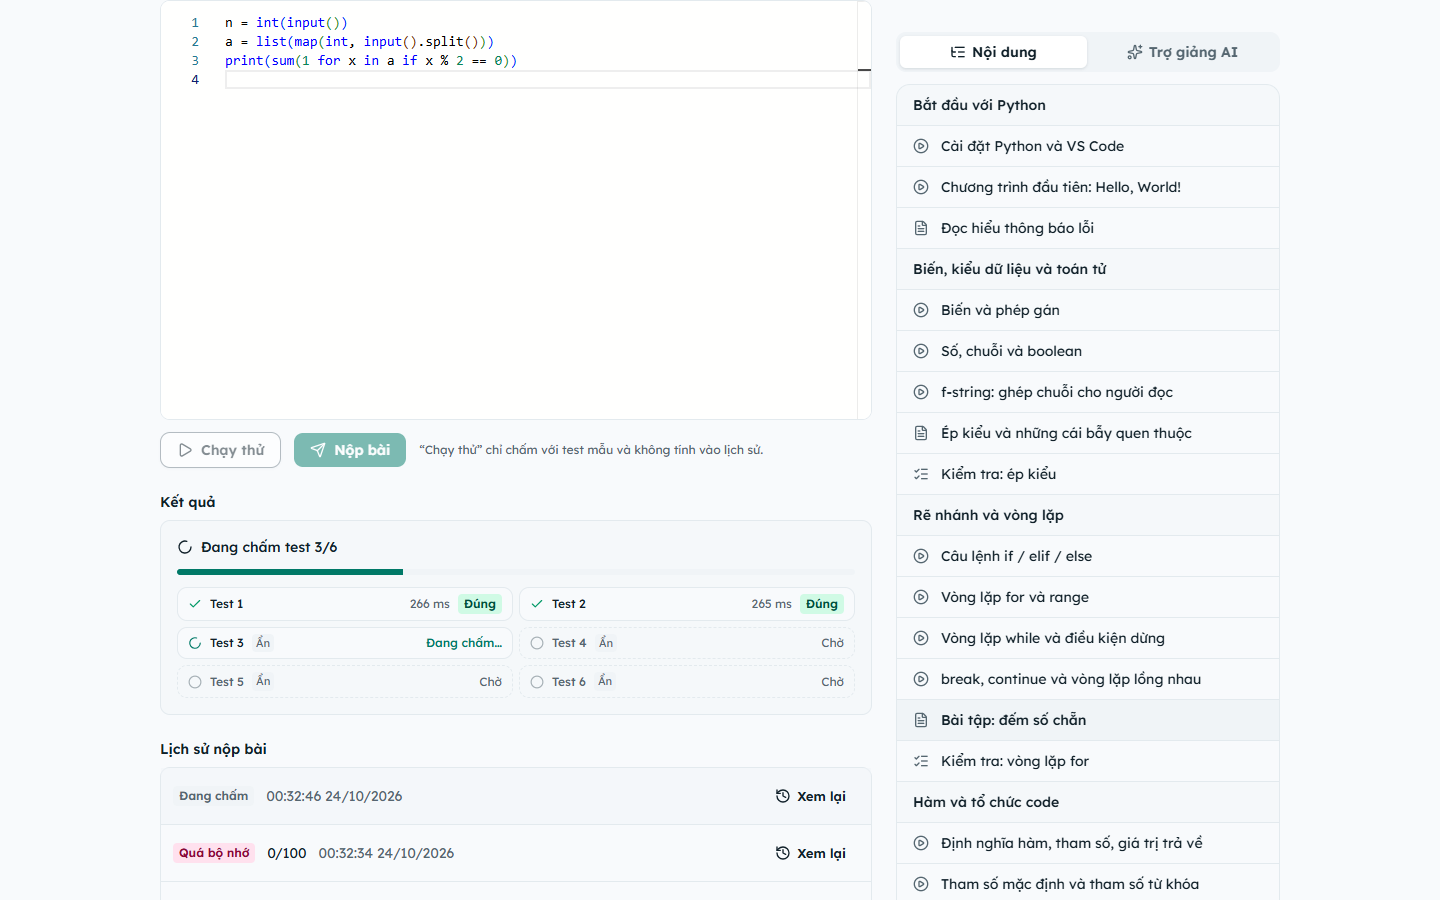 1 n = int(input())
2 a = list(map(int, input().split()))
3 print(sum(1 for x in a if x % 2 == 0))
4
Chạy thử
Nộp bài
“Chạy thử” chỉ chấm với test mẫu và không tính vào lịch sử.
Kết quả
Đang chấm test 3/6
Test 1 266 ms Đúng
Test 2 265 ms Đúng
Test 3 Ẩn Đang chấm...
Test 4 Ẩn Chờ
Test 5 Ẩn Chờ
Test 6 Ẩn Chờ
Lịch sử nộp bài
Đang chấm 00:32:46 24/10/2026 Xem lại
Quá bộ nhớ 0/100 00:32:34 24/10/2026 Xem lại
Nội dung
Trợ giảng AI
Bắt đầu với Python
Cài đặt Python và VS Code
Chương trình đầu tiên: Hello, World!
Đọc hiểu thông báo lỗi
Biến, kiểu dữ liệu và toán tử
Biến và phép gán
Số, chuỗi và boolean
f-string: ghép chuỗi cho người đọc
Ép kiểu và những cái bẫy quen thuộc
Kiểm tra: ép kiểu
Rẽ nhánh và vòng lặp
Câu lệnh if / elif / else
Vòng lặp for và range
Vòng lặp while và điều kiện dừng
break, continue và vòng lặp lồng nhau
Bài tập: đếm số chẵn
Kiểm tra: vòng lặp for
Hàm và tổ chức code
Định nghĩa hàm, tham số, giá trị trả về
Tham số mặc định và tham số từ khóa